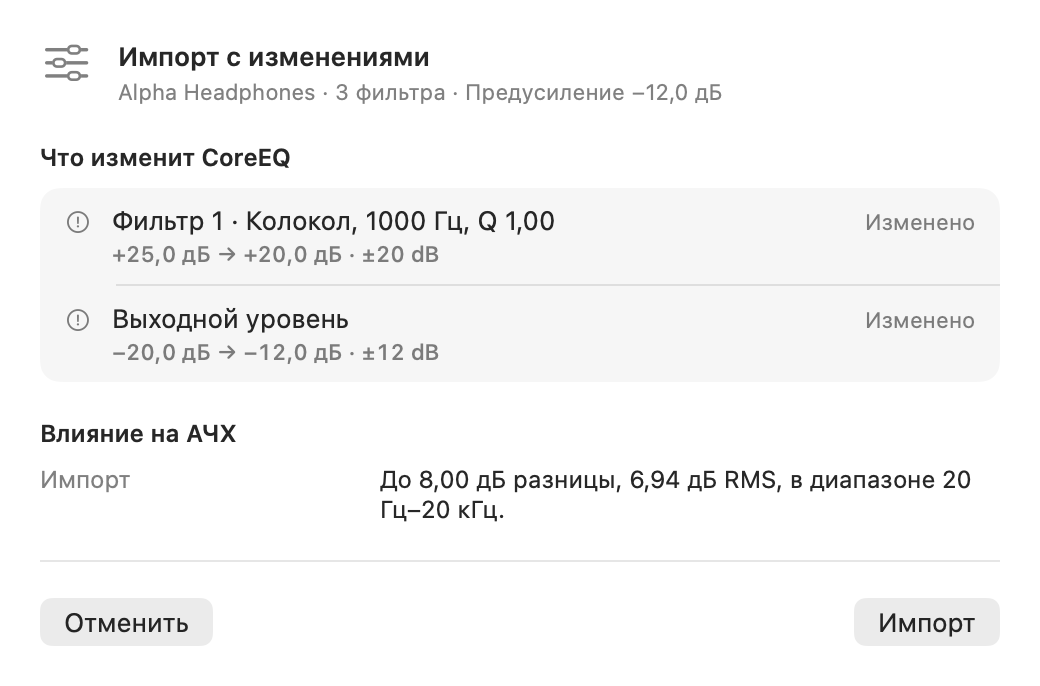 Импорт с изменениями
Alpha Headphones · 3 фильтра · Предусиление −12,0 дБ
Что изменит CoreEQ
Фильтр 1 · Колокол, 1000 Гц, Q 1,00
Изменено
+25,0 дБ → +20,0 дБ · ±20 dB
Выходной уровень
Изменено
−20,0 дБ → −12,0 дБ · ±12 dB
Влияние на АЧХ
Импорт
До 8,00 дБ разницы, 6,94 дБ RMS, в диапазоне 20
Гц–20 кГц.
Отменить
Импорт